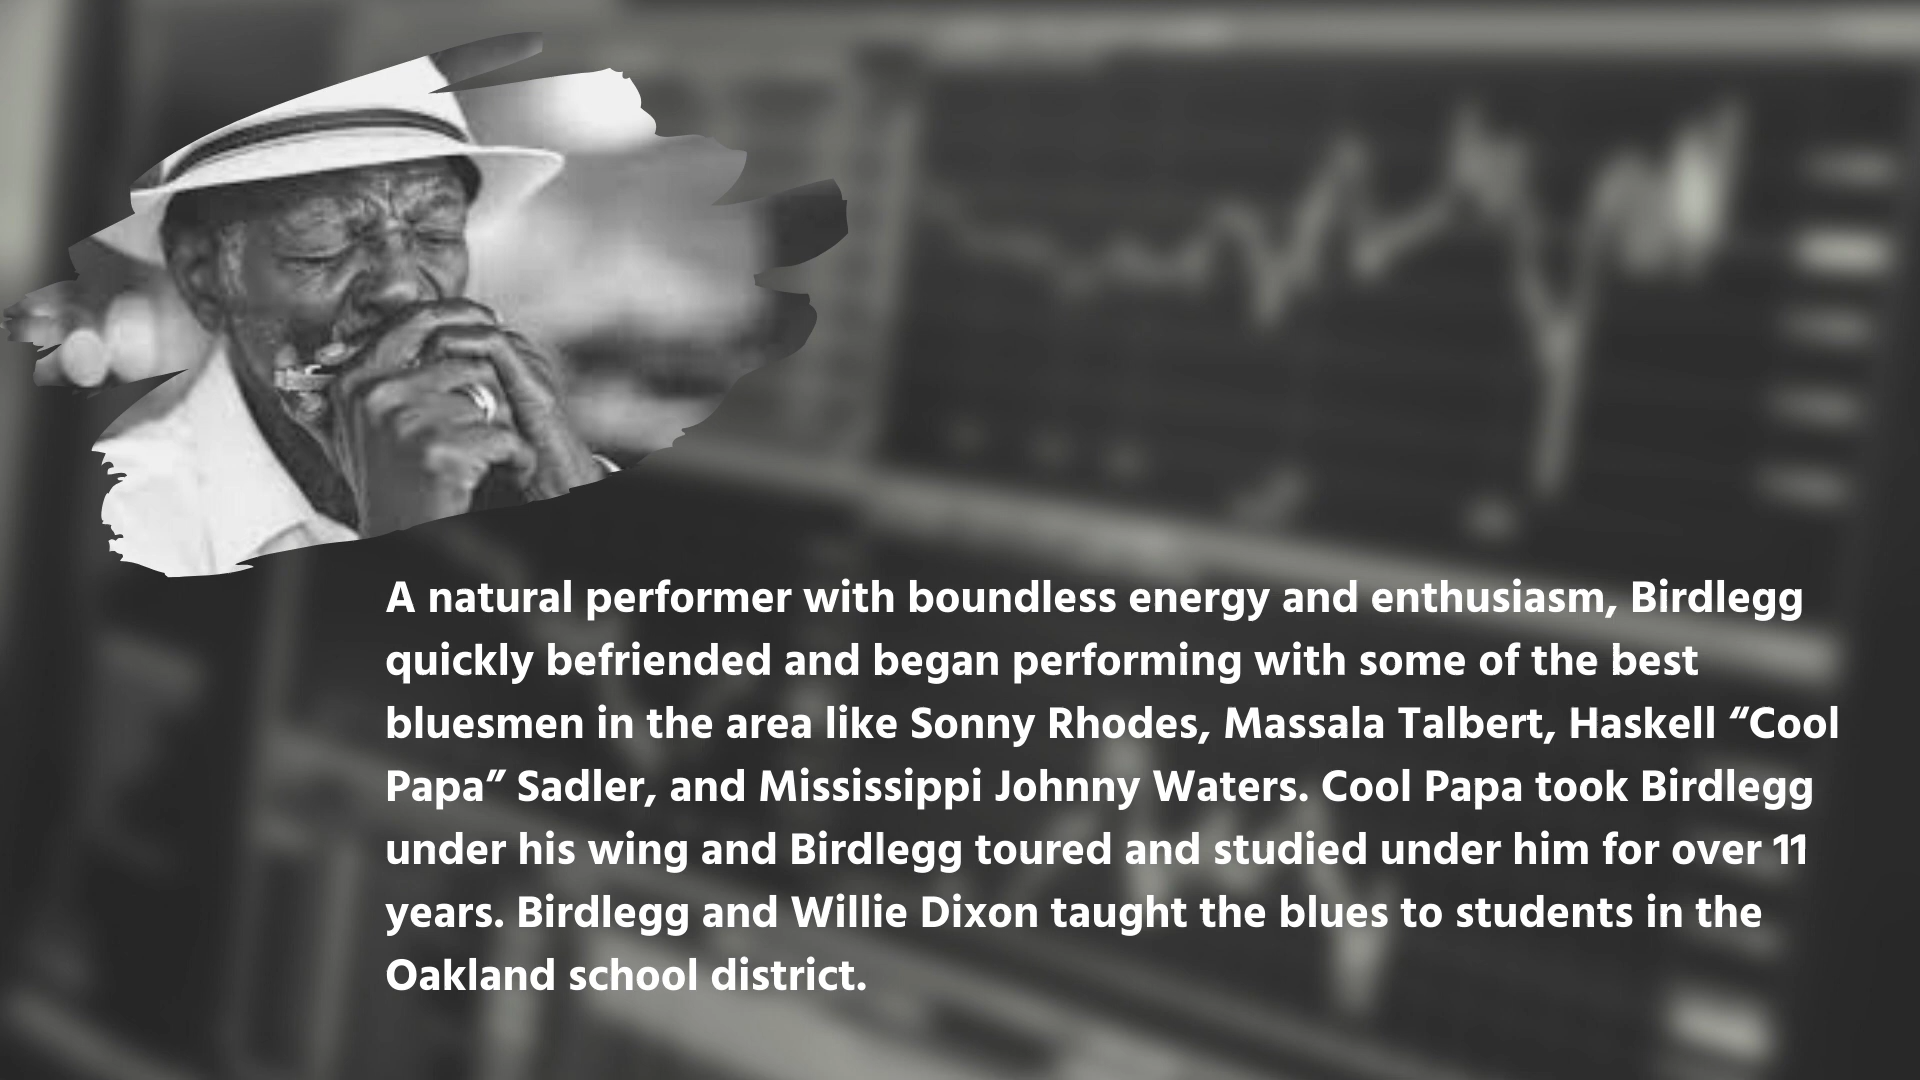 A natural performer with boundless energy and enthusiasm, Birdlegg
quickly befriended and began performing with some of the best
bluesmen in the area like Sonny Rhodes, Massala Talbert, Haskell “Cool
Papa” Sadler, and Mississippi Johnny Waters. Cool Papa took Birdlegg
under his wing and Birdlegg toured and studied under him for over 11
years. Birdlegg and Willie Dixon taught the blues to students in the
Oakland school district.